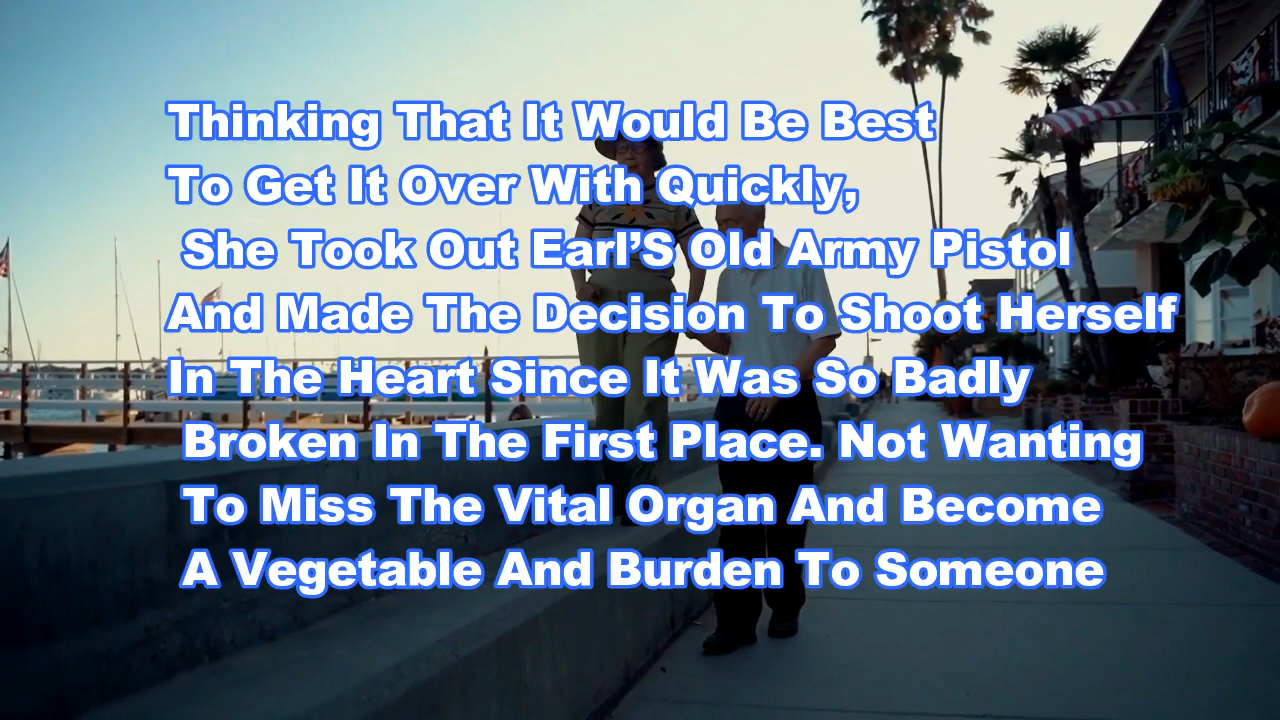 Thinking That It Would Be Best
To Get It Over With Quickly,
She Took Out Earl’S Old Army Pistol
And Made The Decision To Shoot Herself
In The Heart Since It Was So Badly
Broken In The First Place. Not Wanting
To Miss The Vital Organ And Become
A Vegetable And Burden To Someone